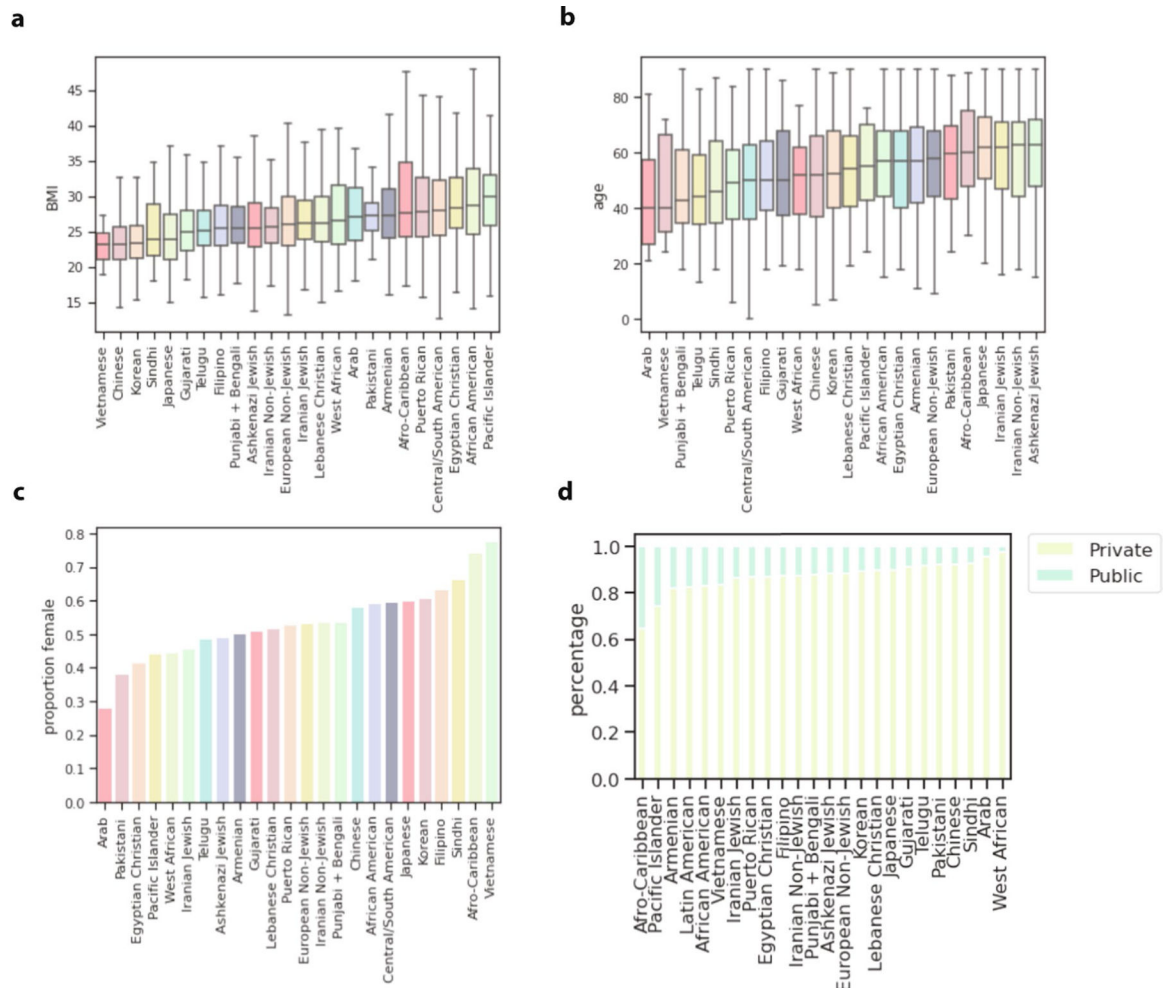 a
BMI
45
40
35
30
25
20
15
Vietnamese
Chinese
Korean
Sindhi
Japanese
Gujarati
Telugu
Filipino
Punjabi + Bengali
Ashkenazi Jewish
Iranian Non-Jewish
European Non-Jewish
Iranian Jewish
Lebanese Christian
West African
Arab
Pakistani
Armenian
Afro-Caribbean
Puerto Rican
Central/South American
Egyptian Christian
African American
Pacific Islander
b
age
80
60
40
20
0
Arab
Vietnamese
Punjabi + Bengali
Telugu
Sindhi
Puerto Rican
Central/South American
Filipino
Gujarati
West African
Chinese
Korean
Lebanese Christian
Pacific Islander
African American
Egyptian Christian
Armenian
European Non-Jewish
Pakistani
Afro-Caribbean
Japanese
Iranian Jewish
Iranian Non-Jewish
Ashkenazi Jewish
c
proportion female
0.8
0.7
0.6
0.5
0.4
0.3
0.2
0.1
0.0
Arab
Pakistani
Egyptian Christian
Pacific Islander
West African
Iranian Jewish
Telugu
Ashkenazi Jewish
Armenian
Gujarati
Lebanese Christian
Puerto Rican
European Non-Jewish
Iranian Non-Jewish
Punjabi + Bengali
Chinese
African American
Central/South American
Japanese
Korean
Filipino
Sindhi
Afro-Caribbean
Vietnamese
d
percentage
1.0
0.8
0.6
0.4
0.2
0.0
Afro-Caribbean
Pacific Islander
Armenian
Latin American
African American
Vietnamese
Iranian Jewish
Puerto Rican
Egyptian Christian
Filipino
Iranian Non-Jewish
Punjabi + Bengali
Ashkenazi Jewish
European Non-Jewish
Korean
Lebanese Christian
Japanese
Gujarati
Telugu
Pakistani
Chinese
Sindhi
Arab
West African
Private
Public